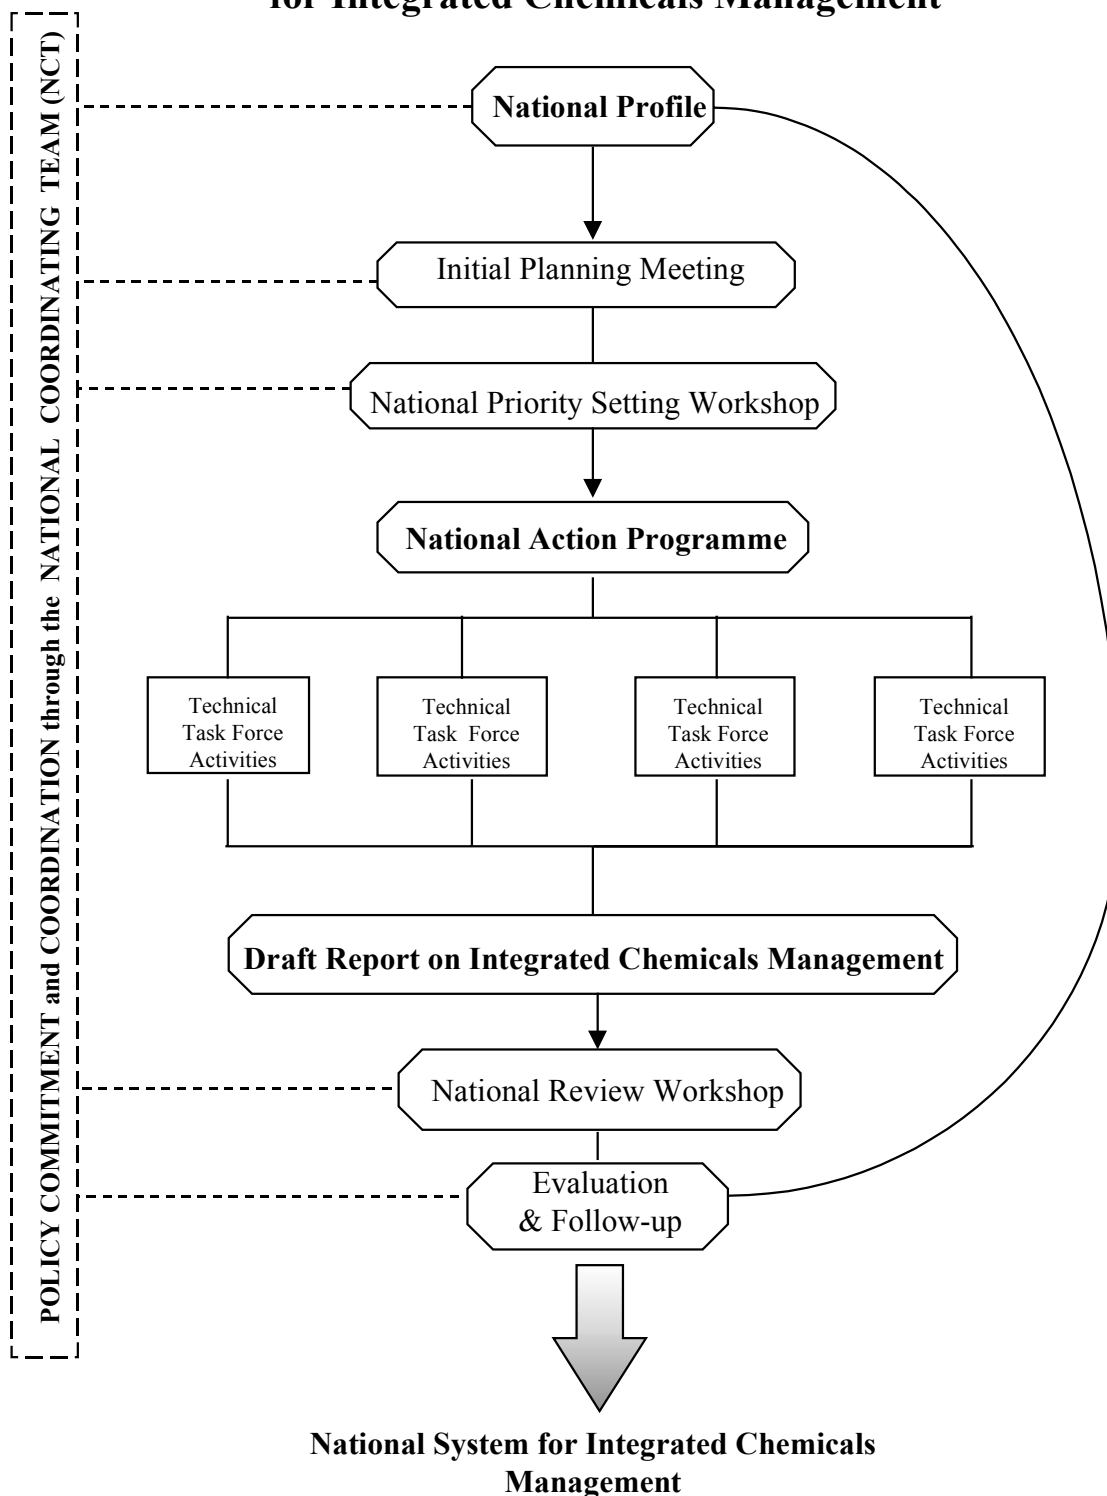 for Integrated Chemicals Management
POLICY COMMITMENT and COORDINATION through the NATIONAL COORDINATING TEAM (NCT)
National Profile
Initial Planning Meeting
National Priority Setting Workshop
National Action Programme
Technical
Task Force
Activities
Technical
Task Force
Activities
Technical
Task Force
Activities
Technical
Task Force
Activities
Draft Report on Integrated Chemicals Management
National Review Workshop
Evaluation
& Follow-up
National System for Integrated Chemicals
Management